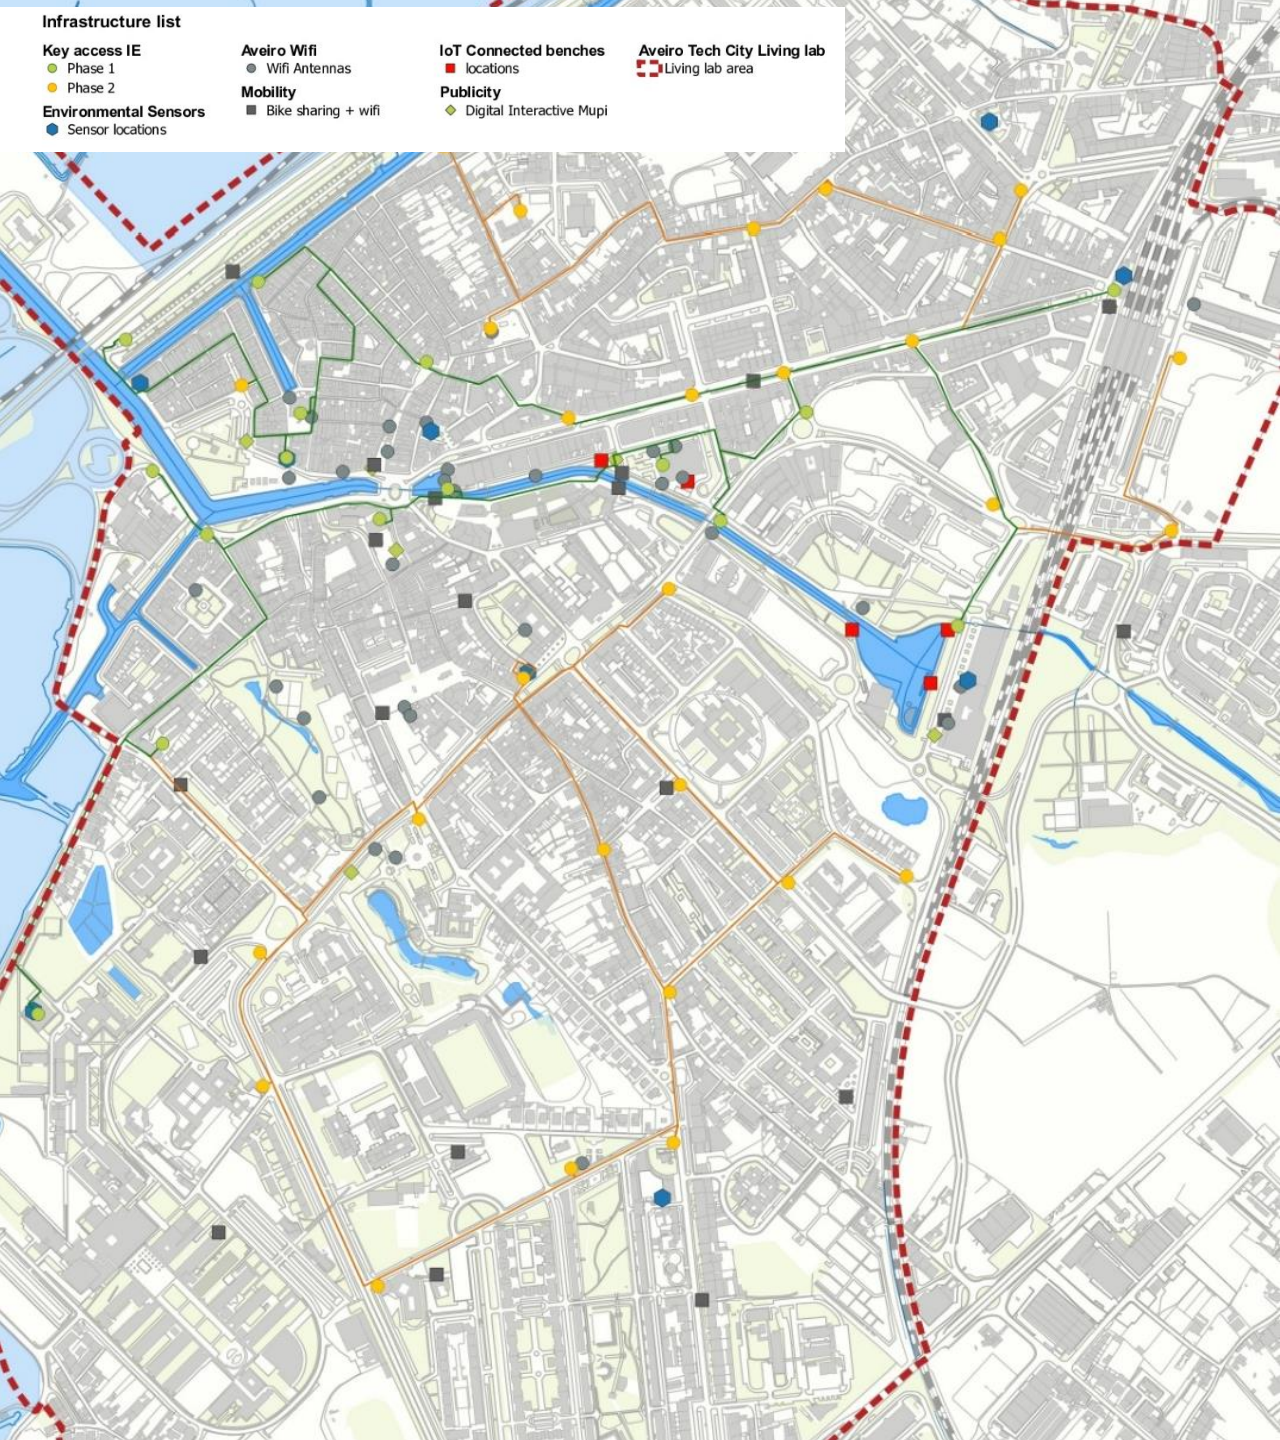 Infrastructure list
Key access IE
Phase 1
Phase 2
Environmental Sensors
Sensor locations
Aveiro Wifi
Wifi Antennas
Mobility
Bike sharing + wifi
IoT Connected benches
locations
Publicity
Digital Interactive Mupi
Aveiro Tech City Living lab
Living lab area